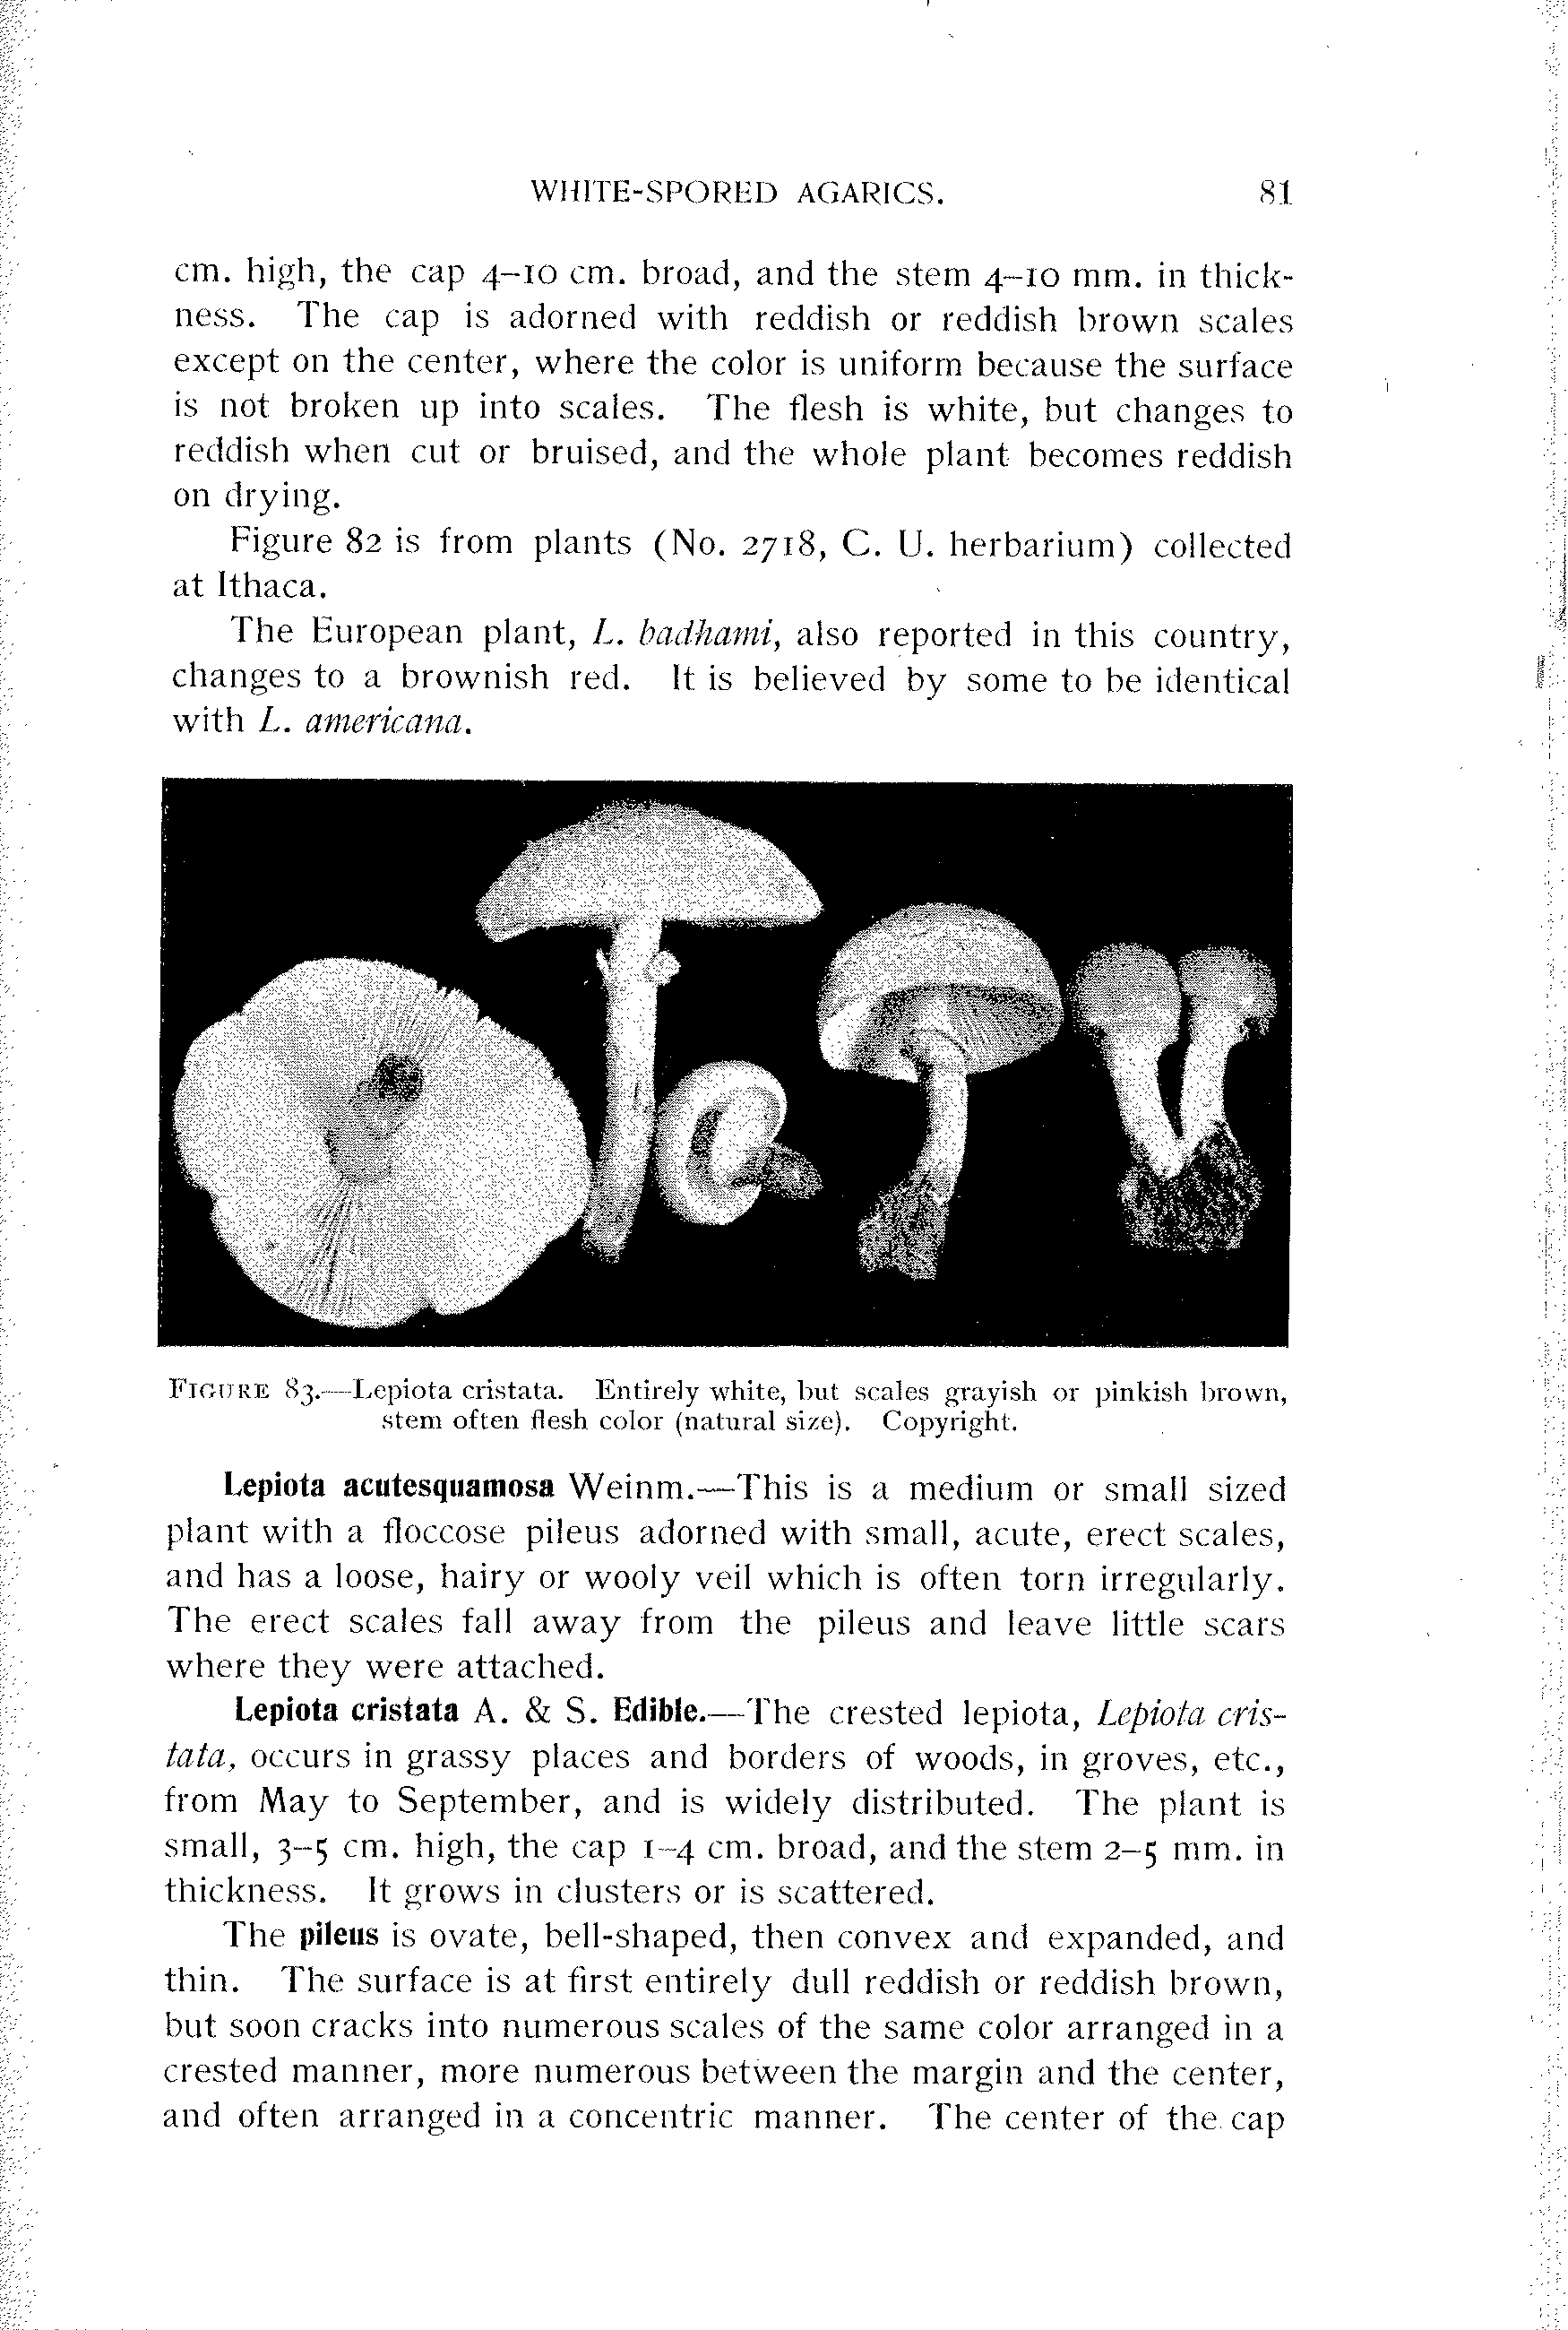 WHITE-SPORED AGARICS. 81
cm. high, the cap 4–10 cm. broad, and the stem 4–10 mm. in thick-
ness. The cap is adorned with reddish or reddish brown scales
except on the center, where the color is uniform because the surface
is not broken up into scales. The flesh is white, but changes to
reddish when cut or bruised, and the whole plant becomes reddish
on drying.
Figure 82 is from plants (No. 2718, C. U. herbarium) collected
at Ithaca.
The European plant, L. badhami, also reported in this country,
changes to a brownish red. It is believed by some to be identical
with L. americana.
FIGURE 83.—Lepiota cristata. Entirely white, but scales grayish or pinkish brown,
stem often flesh color (natural size). Copyright.
Lepiota acutesquamosa Weinm.—This is a medium or small sized
plant with a floccose pileus adorned with small, acute, erect scales,
and has a loose, hairy or wooly veil which is often torn irregularly.
The erect scales fall away from the pileus and leave little scars
where they were attached.
Lepiota cristata A. & S. Edible.—The crested lepiota, Lepiota cris-
tata, occurs in grassy places and borders of woods, in groves, etc.,
from May to September, and is widely distributed. The plant is
small, 3–5 cm. high, the cap 1–4 cm. broad, and the stem 2–5 mm. in
thickness. It grows in clusters or is scattered.
The pileus is ovate, bell-shaped, then convex and expanded, and
thin. The surface is at first entirely dull reddish or reddish brown,
but soon cracks into numerous scales of the same color arranged in a
crested manner, more numerous between the margin and the center,
and often arranged in a concentric manner. The center of the cap